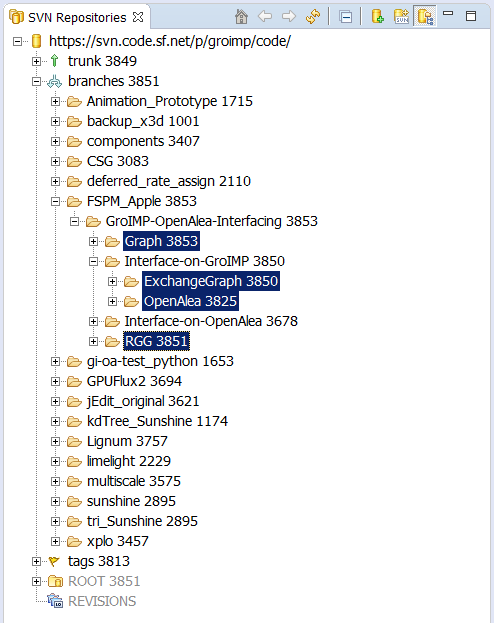 SVN Repositories
https://svn.code.sf.net/p/groimp/code/
trunk 3849
branches 3851
Animation_Prototype 1715
backup_x3d 1001
components 3407
CSG 3083
deferred_rate_assign 2110
FSPM_Apple 3853
GroIMP-OpenAlea-Interfacing 3853
Graph 3853
Interface-on-GroIMP 3850
ExchangeGraph 3850
OpenAlea 3825
Interface-on-OpenAlea 3678
RGG 3851
gi-oa-test_python 1653
GPUFlux2 3694
jEdit_original 3621
kdTree_Sunshine 1174
Lignum 3757
limelight 2229
multiscale 3575
sunshine 2895
tri_Sunshine 2895
xplo 3457
tags 3813
ROOT 3851
REVISIONS